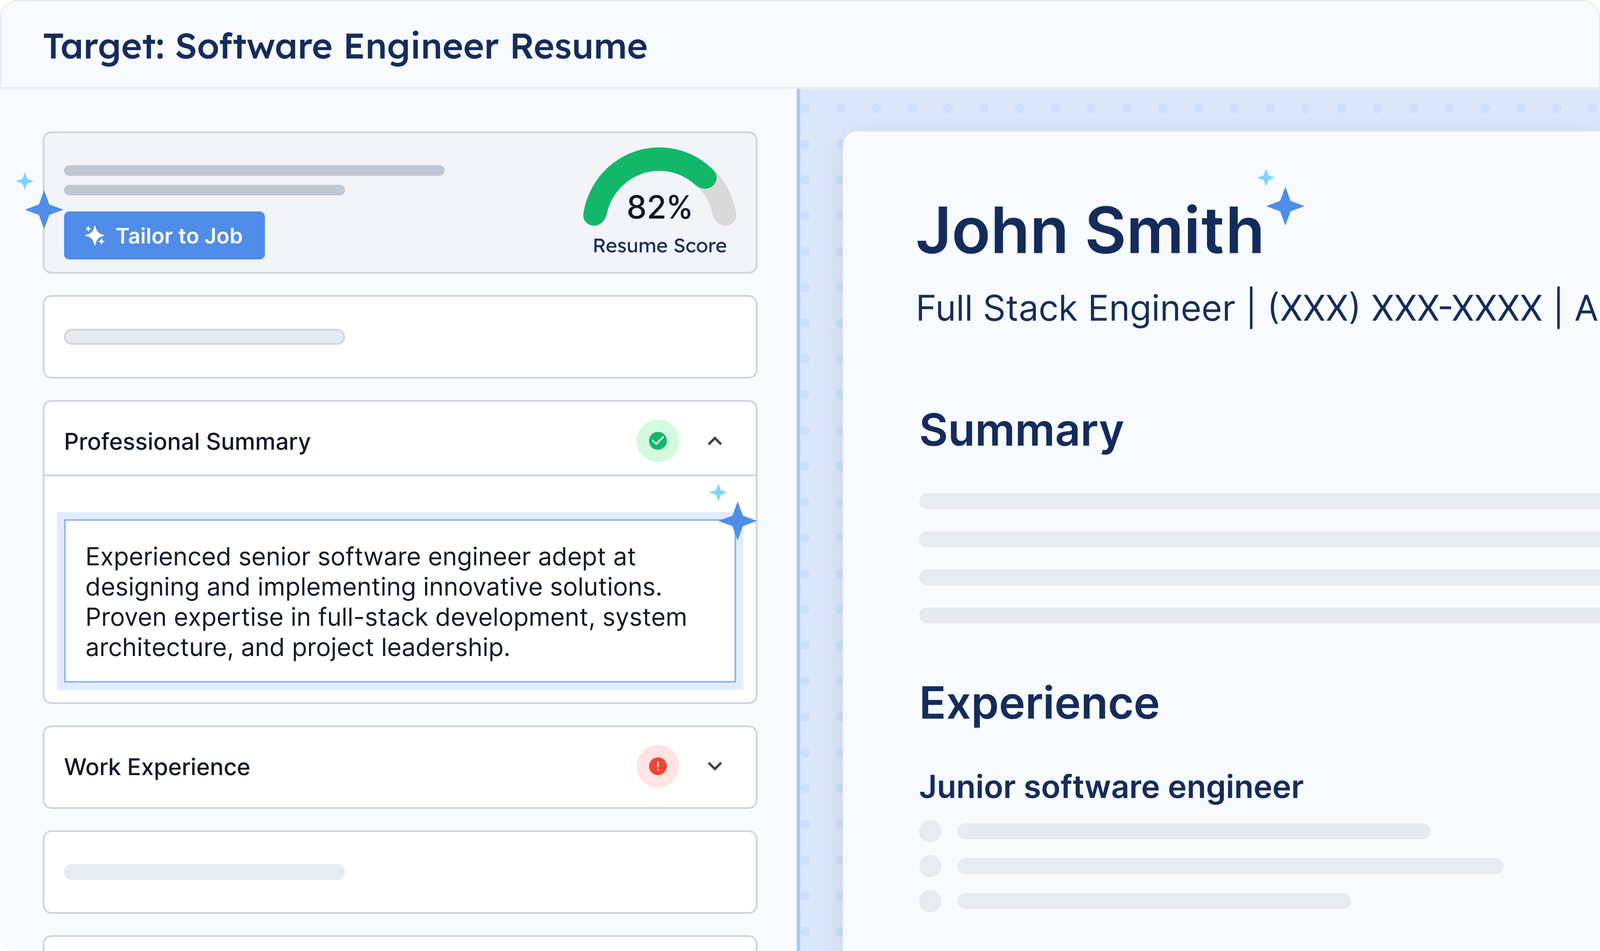 Target: Software Engineer Resume
82%
Resume Score
Tailor to Job
Professional Summary
Experienced senior software engineer adept at
designing and implementing innovative solutions.
Proven expertise in full-stack development, system
architecture, and project leadership.
Work Experience
John Smith
Full Stack Engineer | (XXX) XXX-XXXX | A
Summary
Experience
Junior software engineer